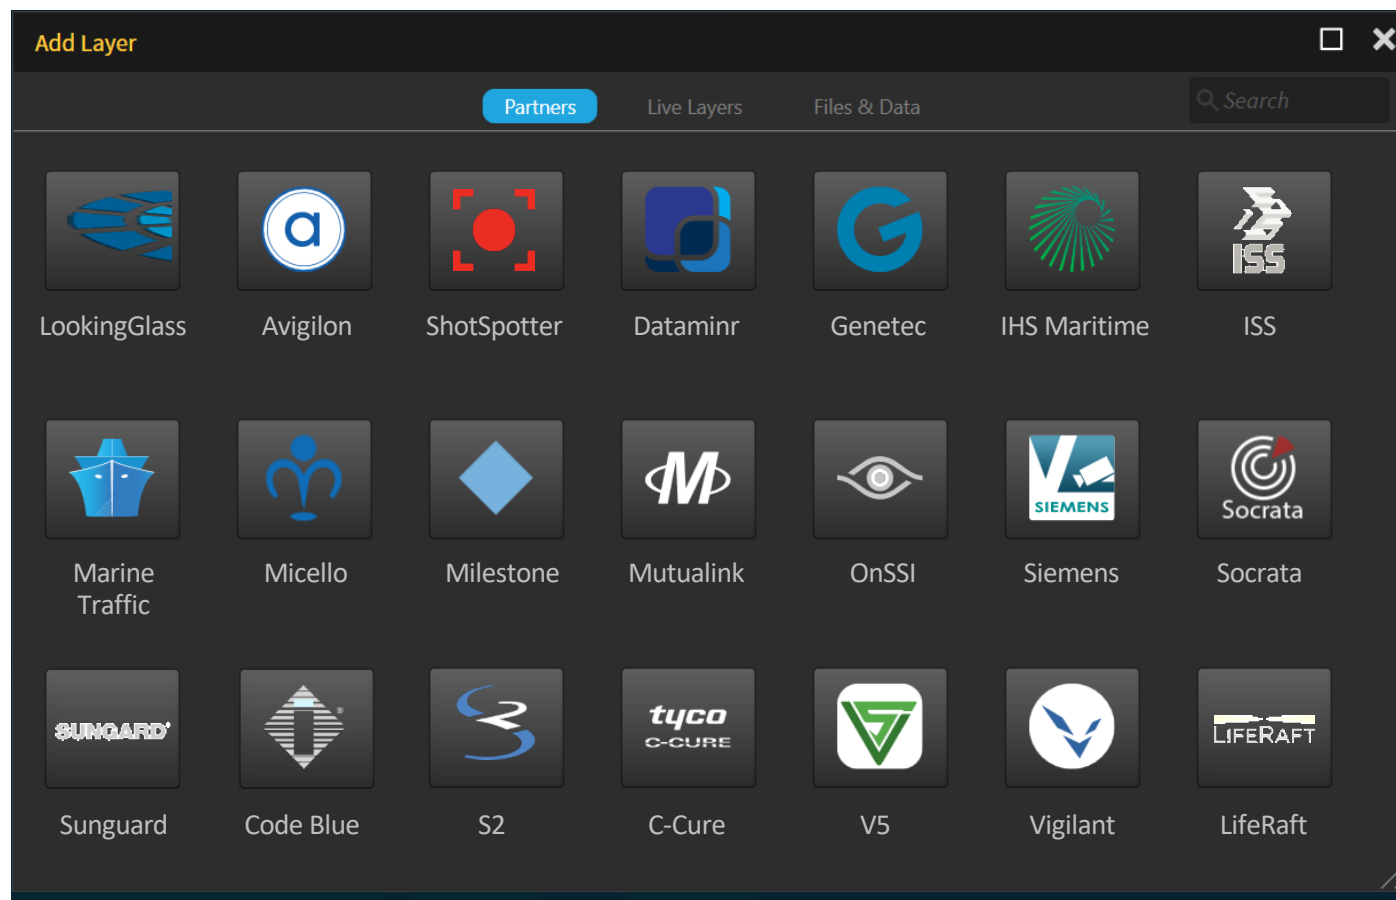 Add Layer
Partners Live Layers Files & Data Search
a
G
ISS
LookingGlass Avigilon ShotSpotter Dataminr Genetec IHS Maritime ISS
M
SIEMENS
Socrata
Marine Traffic Micello Milestone Mutualink OnSSI Siemens Socrata
SUNGARD®
®
S2
tyco
C-CURE
LIFERAFT
Sunguard Code Blue S2 C-Cure V5 Vigilant LifeRaft